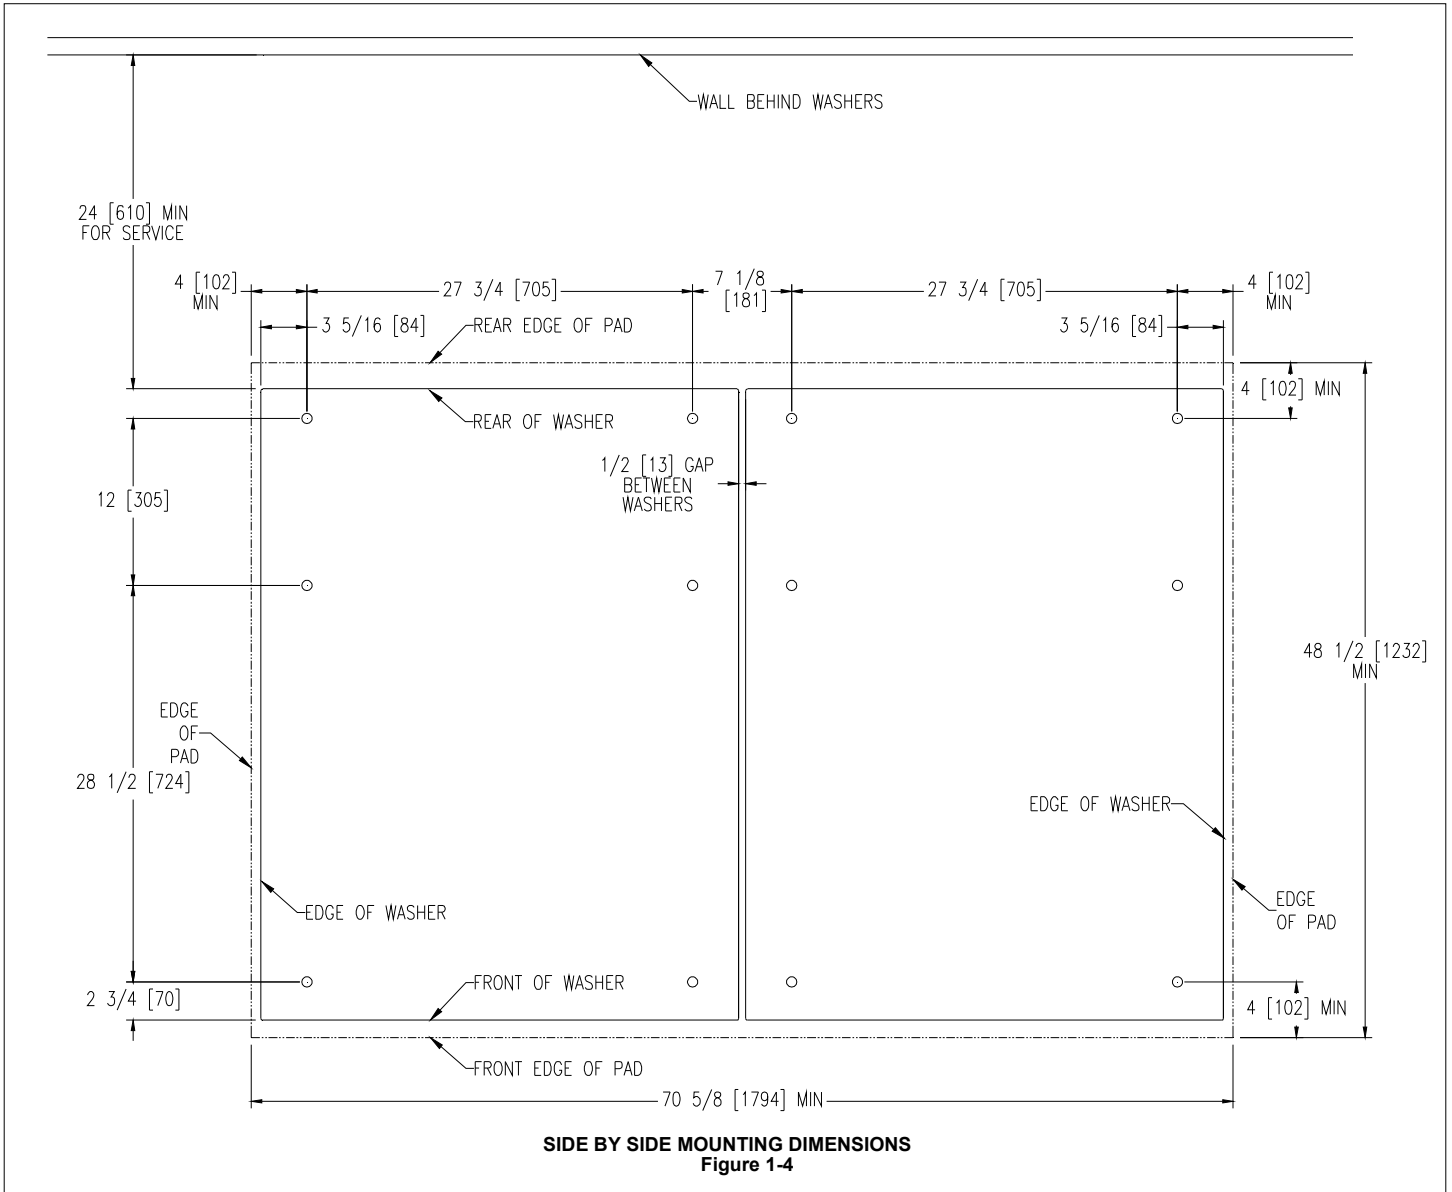 WALL BEHIND WASHERS
24 [610] MIN
FOR SERVICE
4 [102]
MIN
27 3/4 [705]
7 1/8
[181]
27 3/4 [705]
4 [102]
MIN
3 5/16 [84]
REAR EDGE OF PAD
3 5/16 [84]
4 [102] MIN
REAR OF WASHER
1/2 [13] GAP
BETWEEN
WASHERS
12 [305]
48 1/2 [1232]
MIN
EDGE
OF
PAD
28 1/2 [724]
EDGE OF WASHER
EDGE OF WASHER
EDGE
OF PAD
FRONT OF WASHER
2 3/4 [70]
4 [102] MIN
FRONT EDGE OF PAD
70 5/8 [1794] MIN
SIDE BY SIDE MOUNTING DIMENSIONS
Figure 1-4